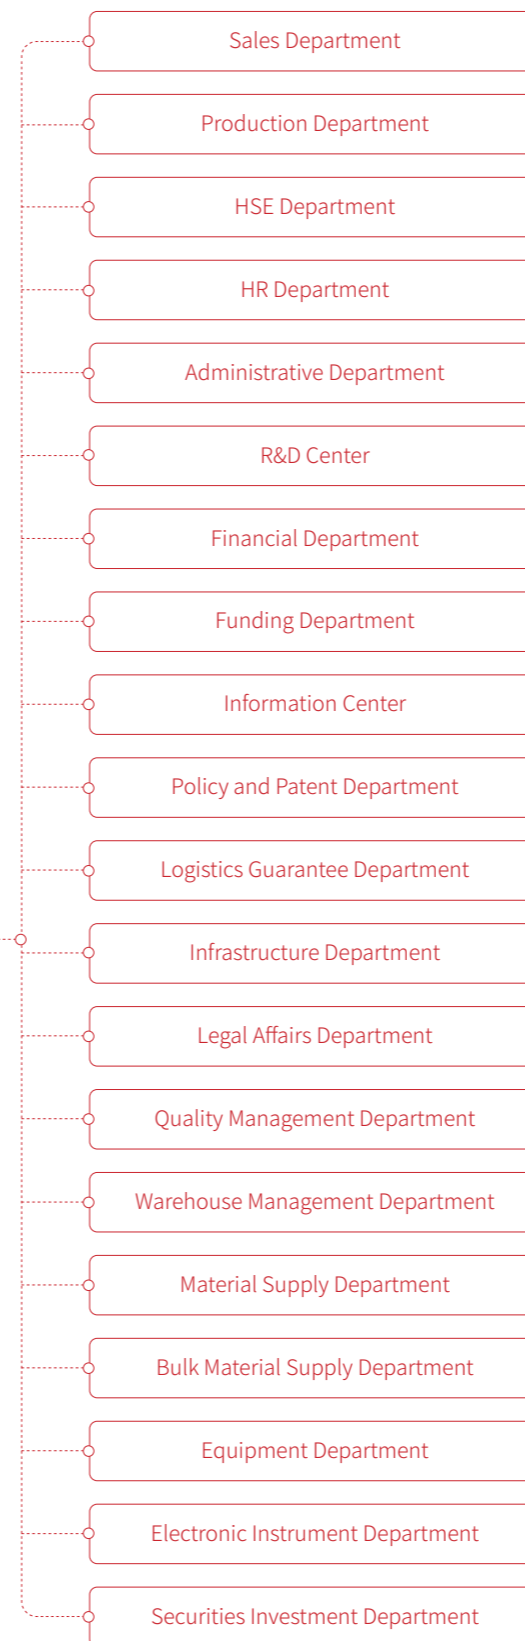 Sales Department
Production Department
HSE Department
HR Department
Administrative Department
R&D Center
Financial Department
Funding Department
Information Center
Policy and Patent Department
Logistics Guarantee Department
Infrastructure Department
Legal Affairs Department
Quality Management Department
Warehouse Management Department
Material Supply Department
Bulk Material Supply Department
Equipment Department
Electronic Instrument Department
Securities Investment Department